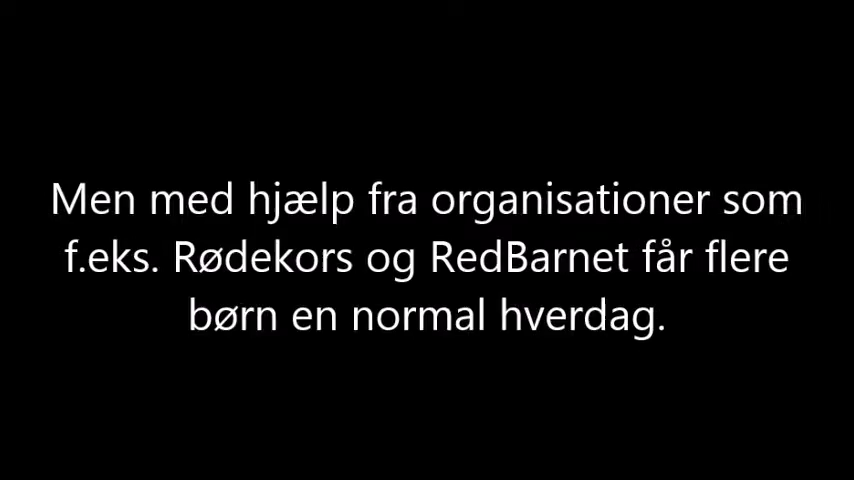 Men med hjælp fra organisationer som
f.eks. Rødekors og RedBarnet får flere
børn en normal hverdag.